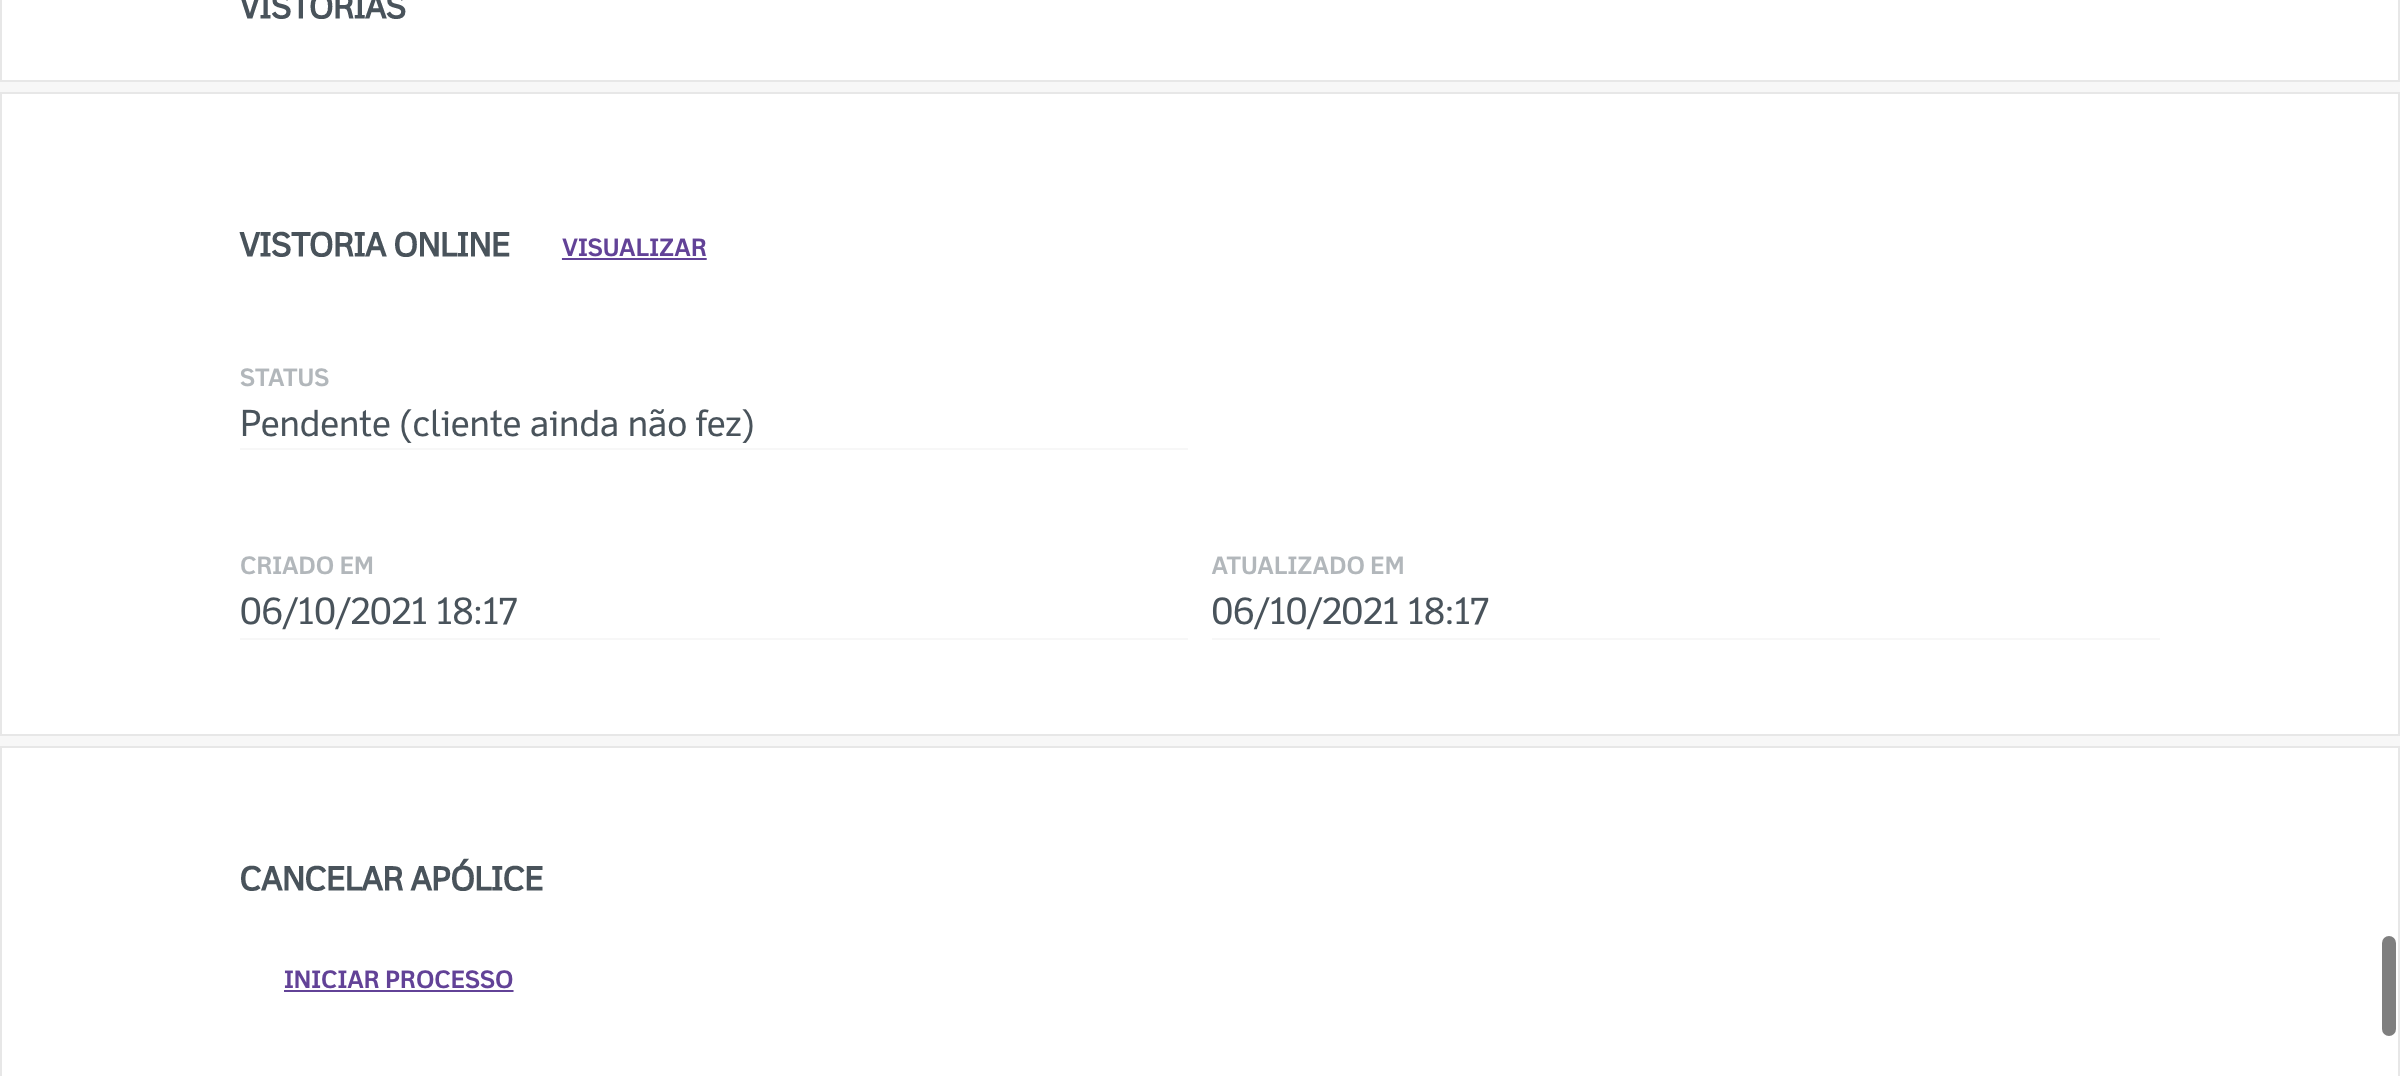 VISTORIAS
VISTORIA ONLINE VISUALIZAR
STATUS
Pendente (cliente ainda não fez)
CRIADO EM ATUALIZADO EM
06/10/2021 18:17 06/10/2021 18:17
CANCELAR APÓLICE
INICIAR PROCESSO